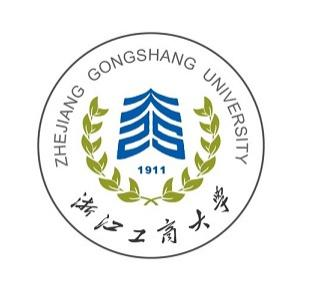 ZHEJIANG GONGSHANG UNIVERSITY
1911
浙江工商大学